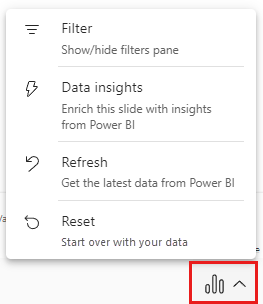 Filter
Show/hide filters pane
Data insights
Enrich this slide with insights
from Power BI
Refresh
Get the latest data from Power BI
Reset
Start over with your data